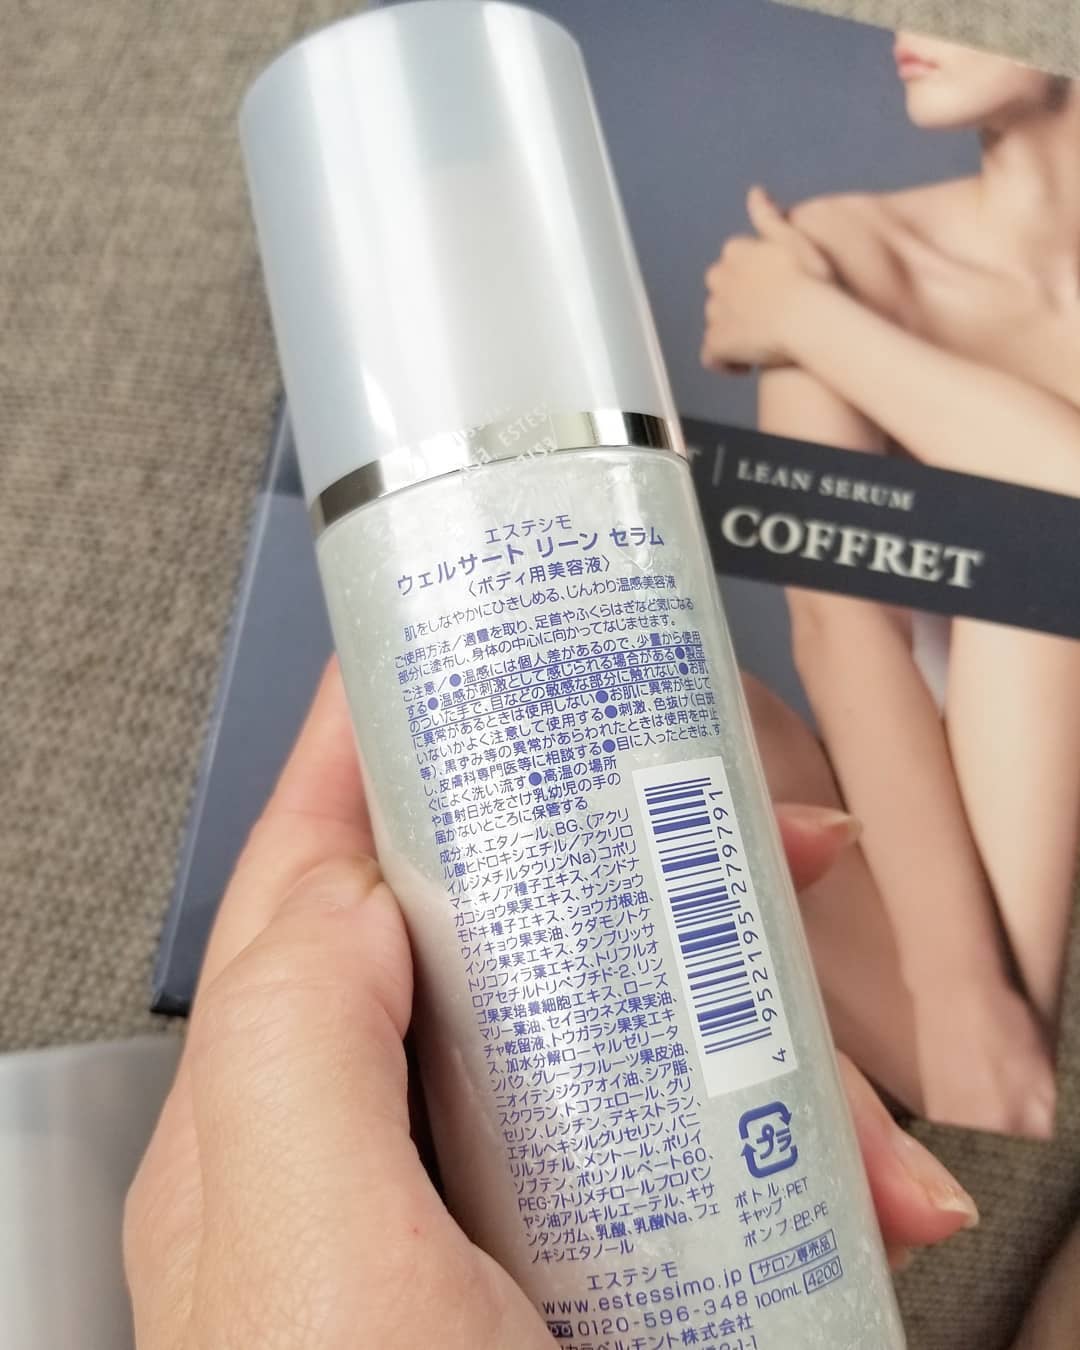 LEAN SERUM
COFFRET
ESTES
エステシモ
ウェルサート リーン セラム
〈ボディ用美容液〉
肌をしなやかにひきしめる、じんわり温感美容液
ご使用方法/適量を取り、足首やふくらはぎなど気になる
部分に塗布し、身体の中心に向かってなじませます。
ご注意/●温感には個人差があるので、少量から使用
する●温感が刺激として感じられる場合がある●製品
のついた手で、目などの敏感な部分に触れない●お肌
に異常があるときは使用しない●お肌に異常が生じて
いないかよく注意して使用する●刺激、色抜け(白斑
等)、黒ずみ等の異常があらわれたときは使用を中止
し、皮膚科専門医等に相談する●目に入ったときは、す
ぐによく洗い流す●高温の場所
や直射日光をさけ乳幼児の手の
届かないところに保管する
成分:水、エタノール、BG、(アクリ
ル酸ヒドロキシエチル/アクリロ
イルジメチルタウリンNa)コポリ
マー、キノア種子エキス、インドナ
ガコショウ果実エキス、サンショウ
モドキ種子エキス、ショウガ根油、
ウイキョウ果実油、クダモノトケ
イソウ果実エキス、タンブリッサ
トリコフィラ葉エキス、トリフルオ
ロアセチルトリペプチド-2、リン
ゴ果実培養細胞エキス、ローズ
マリー葉油、セイヨウネズ果実油、
チャ乾留液、トウガラシ果実エキ
ス、加水分解ローヤルゼリータ
ンパク、グレープフルーツ果皮油、
ニオイテンジクアオイ油、シア脂、
スクワラン、トコフェロール、グリ
セリン、レシチン、デキストラン、
エチルヘキシルグリセリン、バニ
リルブチル、メントール、ポリイ
ソブテン、ポリソルベート60、
PEG-7トリメチロールプロパン
ヤシ油アルキルエーテル、キサ
ンタンガム、乳酸、乳酸Na、フェ
ノキシエタノール
4 952195 279791
プラ
ボトル:PET
キャップ
ポンプ:PP,PE
エステシモ
www.estessimo.jp サロン専売品
0120-596-348 100mL 4200
カラベルモント株式会社
2-1-1